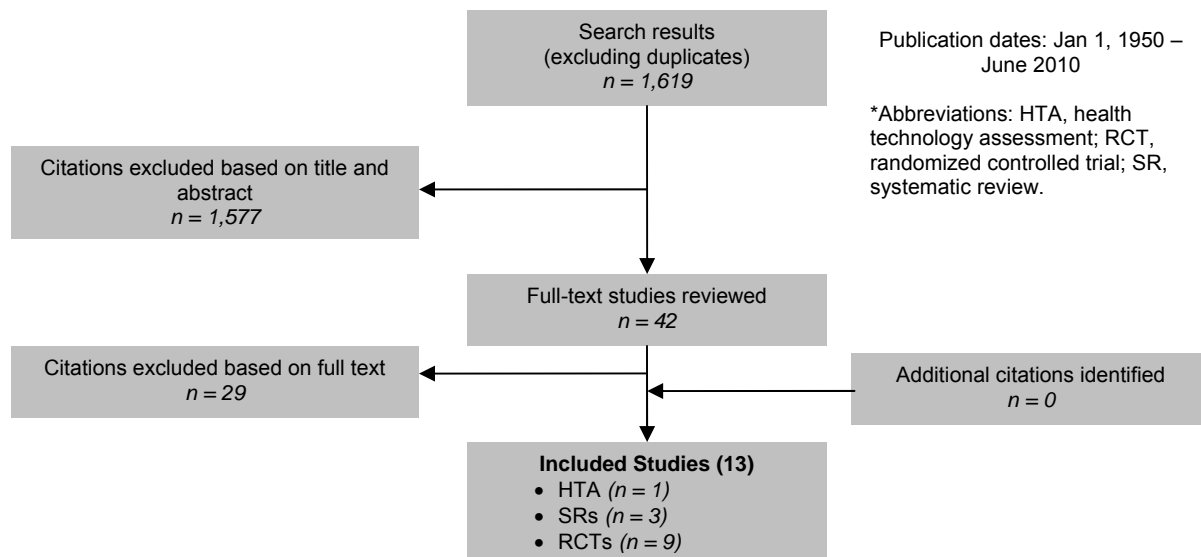 Search results
(excluding duplicates)
n = 1,619
Publication dates: Jan 1, 1950 –
June 2010
*Abbreviations: HTA, health
technology assessment; RCT,
randomized controlled trial; SR,
systematic review.
Citations excluded based on title and
abstract
n = 1,577
Full-text studies reviewed
n = 42
Citations excluded based on full text
n = 29
Additional citations identified
n = 0
Included Studies (13)
• HTA (n = 1)
• SRs (n = 3)
• RCTs (n = 9)